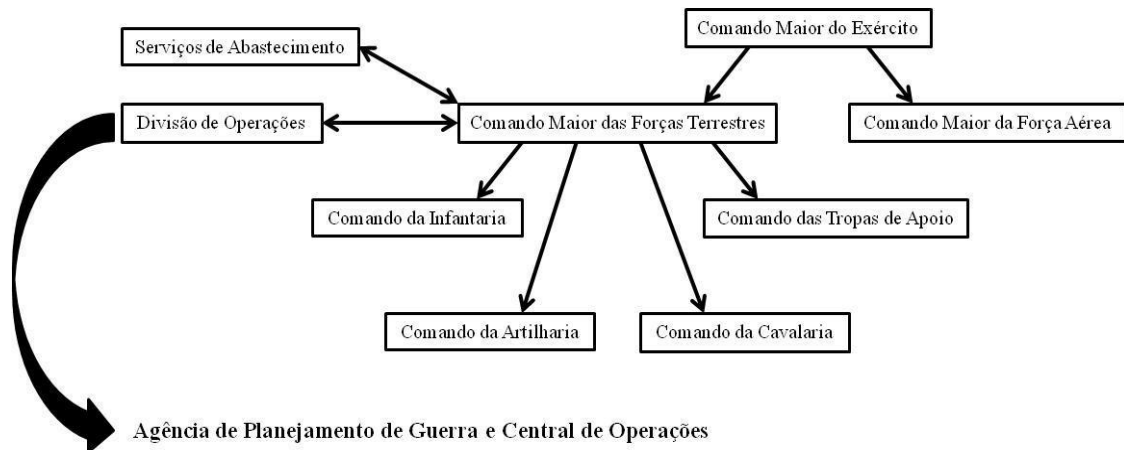 Comando Maior do Exército
Serviços de Abastecimento
Divisão de Operações
Comando Maior das Forças Terrestres
Comando Maior da Força Aérea
Comando da Infantaria
Comando das Tropas de Apoio
Comando da Artilharia
Comando da Cavalaria
Agência de Planejamento de Guerra e Central de Operações